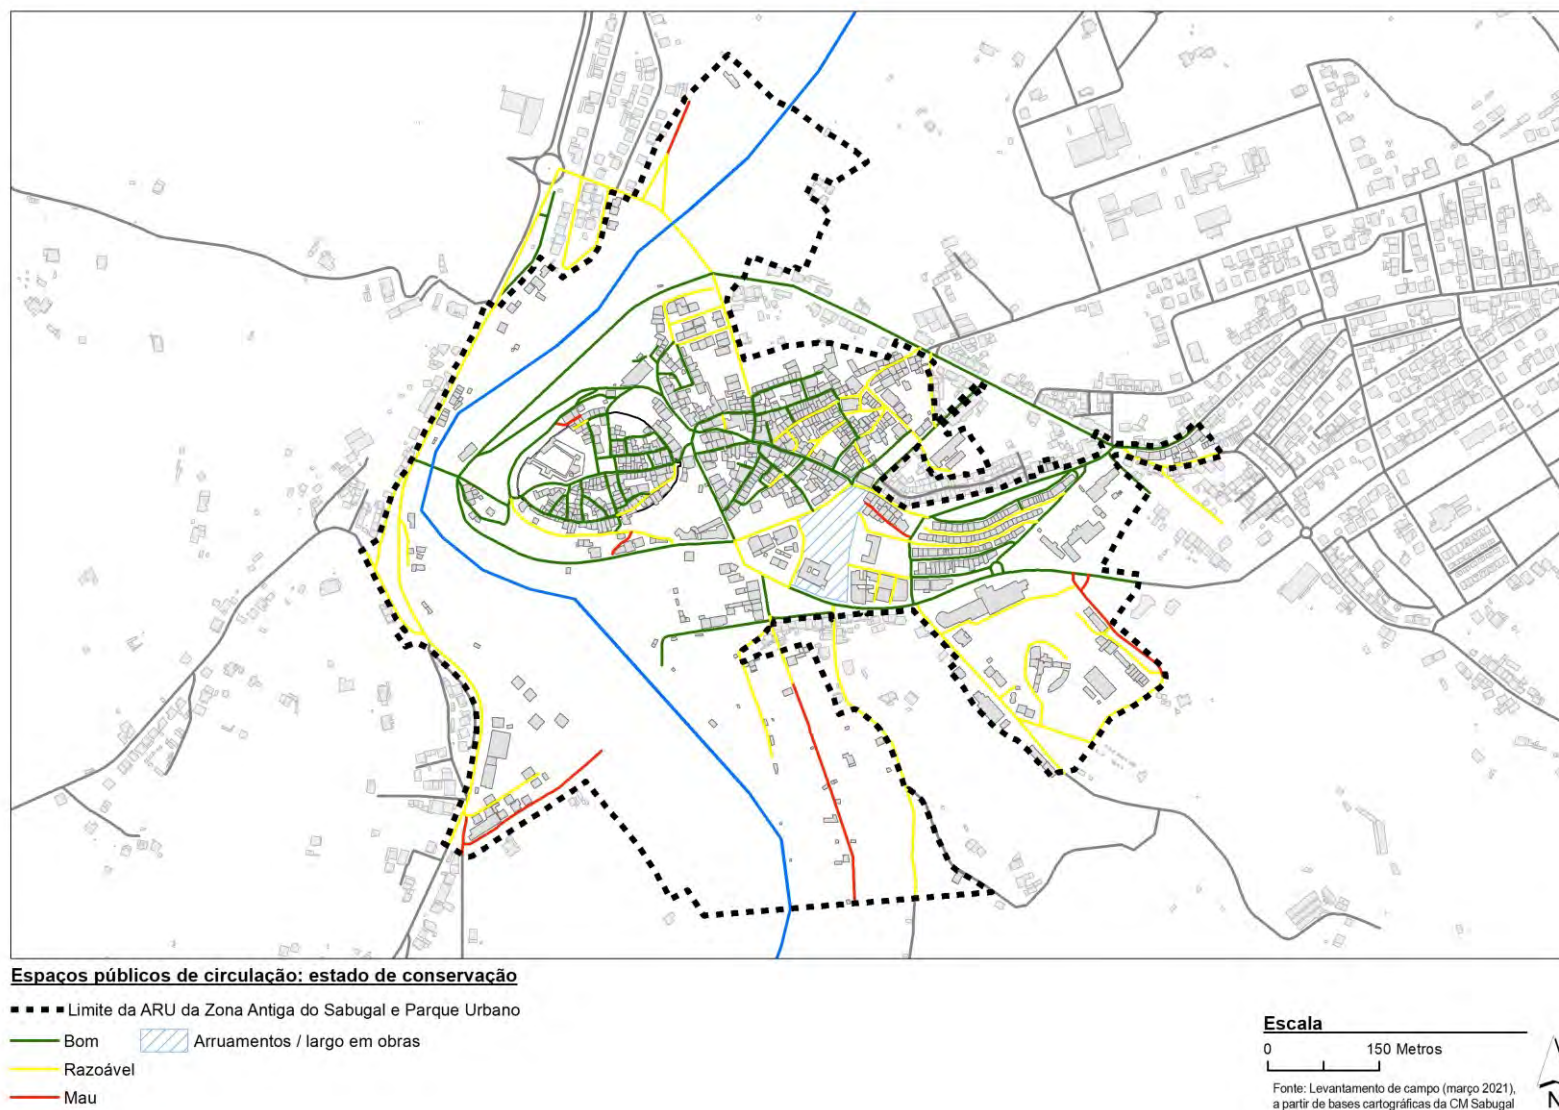 Espaços públicos de circulação: estado de conservação
Limite da ARU da Zona Antiga do Sabugal e Parque Urbano
Bom
Arruamentos / largo em obras
Razoável
Mau
Escala
0 150 Metros
Fonte: Levantamento de campo (março 2021),
a partir de bases cartográficas da CM Sabugal
N